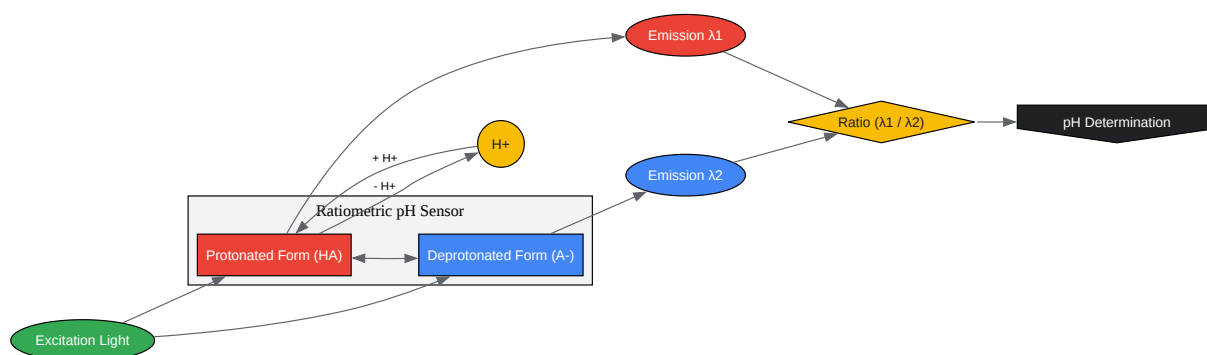 Emission λ1
Ratio (λ1 / λ2)
pH Determination
H+
+ H+
- H+
Emission λ2
Ratiometric pH Sensor
Protonated Form (HA)
Deprotonated Form (A-)
Excitation Light